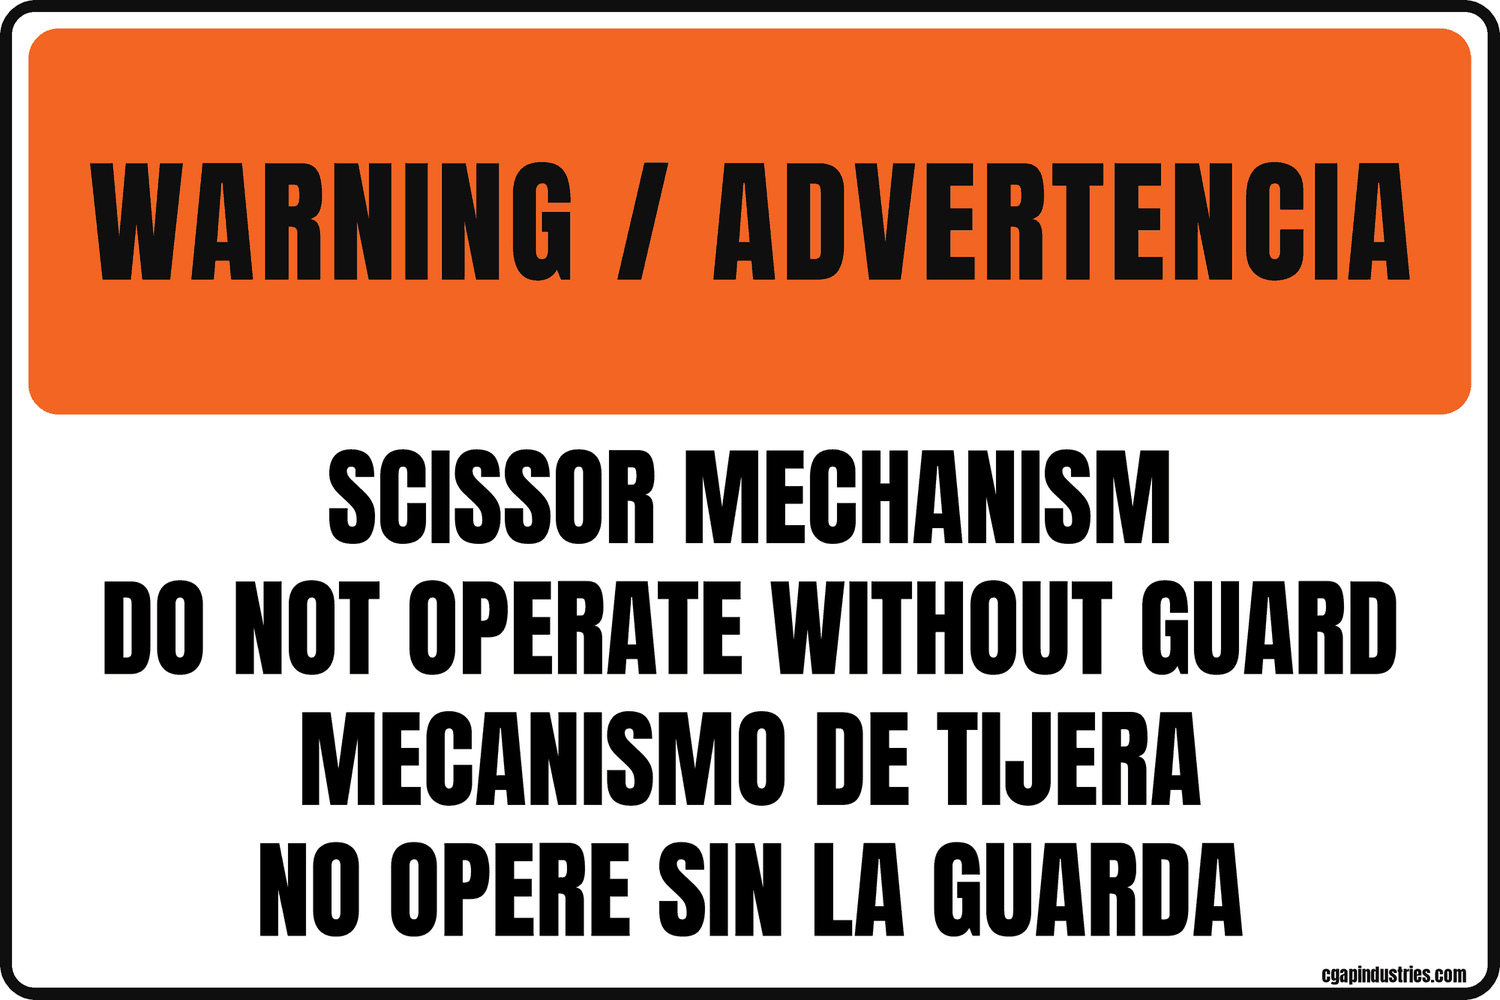 WARNING / ADVERTENCIA
SCISSOR MECHANISM
DO NOT OPERATE WITHOUT GUARD
MECANISMO DE TIJERA
NO OPERE SIN LA GUARDA
cgapindustries.com